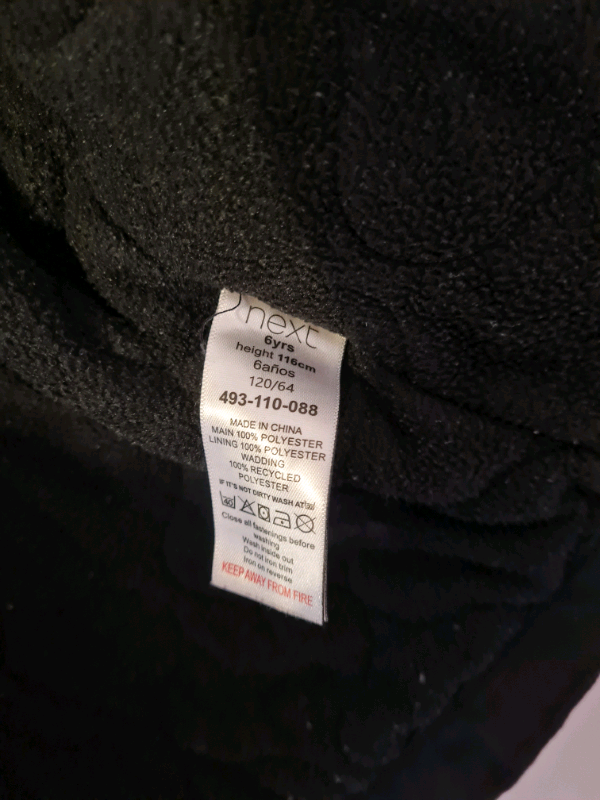 next
6yrs
height 116cm
6años
120/64
493-110-088
MADE IN CHINA
MAIN 100% POLYESTER
LINING 100% POLYESTER
WADDING
100% RECYCLED
POLYESTER
IF IT'S NOT DIRTY WASH AT
40
Close all fastenings before
washing
Wash inside out
Do not iron trim
Iron on reverse
KEEP AWAY FROM FIRE